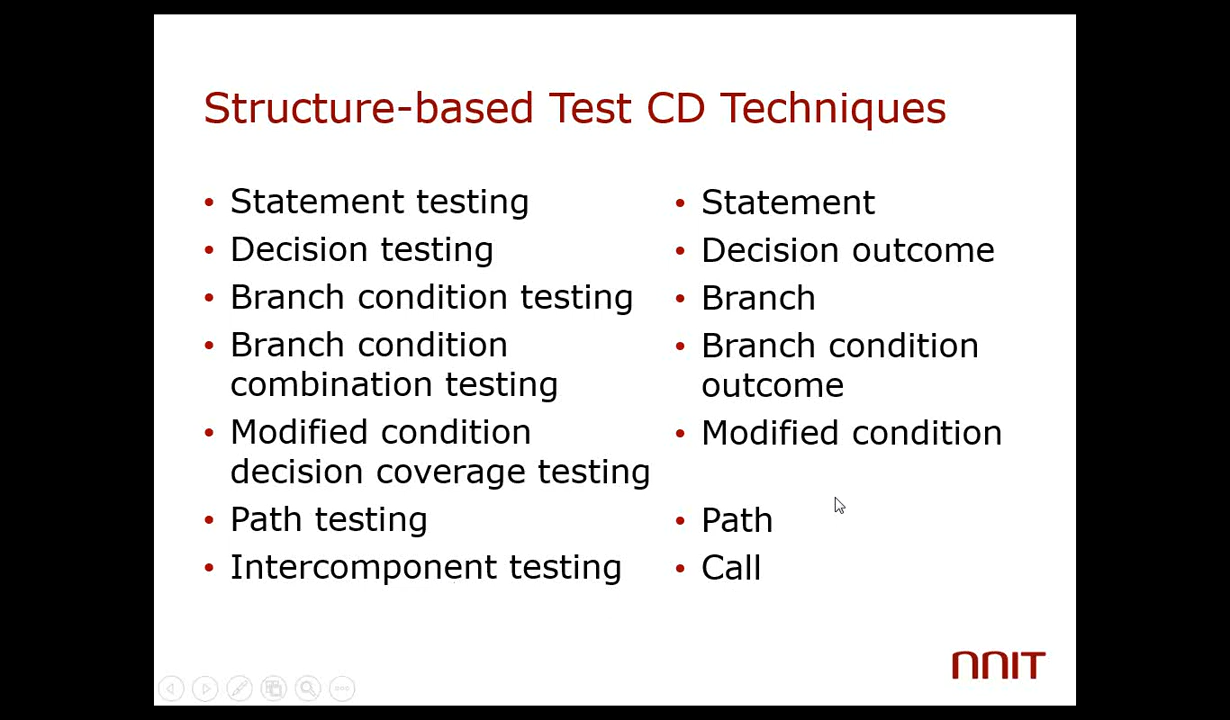 Structure-based Test CD Techniques
• Statement testing
• Decision testing
• Branch condition testing
• Branch condition
combination testing
• Modified condition
decision coverage testing
• Path testing
• Intercomponent testing
• Statement
• Decision outcome
• Branch
• Branch condition
outcome
• Modified condition
• Path
• Call
nnit